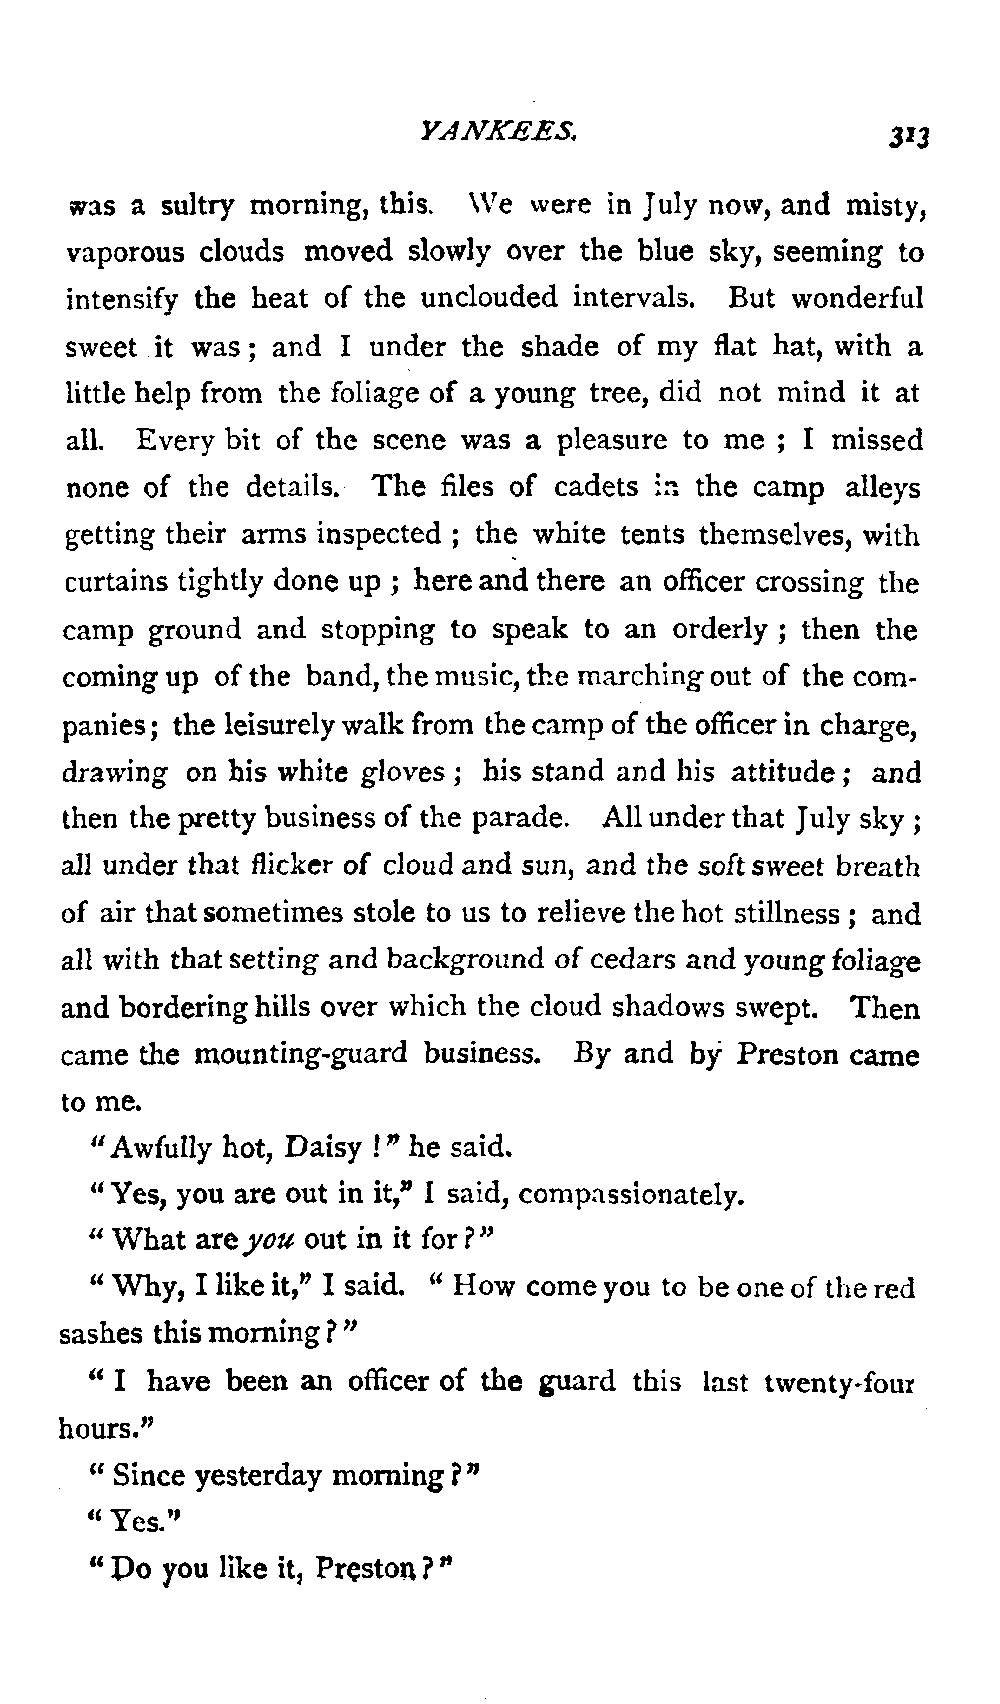 YANKEES. 313
was a sultry morning, this. We were in July now, and misty,
vaporous clouds moved slowly over the blue sky, seeming to
intensify the heat of the unclouded intervals. But wonderful
sweet it was ; and I under the shade of my flat hat, with a
little help from the foliage of a young tree, did not mind it at
all. Every bit of the scene was a pleasure to me ; I missed
none of the details. The files of cadets in the camp alleys
getting their arms inspected ; the white tents themselves, with
curtains tightly done up ; here and there an officer crossing the
camp ground and stopping to speak to an orderly ; then the
coming up of the band, the music, the marching out of the com-
panies ; the leisurely walk from the camp of the officer in charge,
drawing on his white gloves ; his stand and his attitude ; and
then the pretty business of the parade. All under that July sky ;
all under that flicker of cloud and sun, and the soft sweet breath
of air that sometimes stole to us to relieve the hot stillness ; and
all with that setting and background of cedars and young foliage
and bordering hills over which the cloud shadows swept. Then
came the mounting-guard business. By and by Preston came
to me.
"Awfully hot, Daisy !" he said.
"Yes, you are out in it," I said, compassionately.
"What are you out in it for ?"
"Why, I like it," I said. "How come you to be one of the red
sashes this morning ?"
"I have been an officer of the guard this last twenty-four
hours."
"Since yesterday morning ?"
"Yes."
"Do you like it, Preston ?"